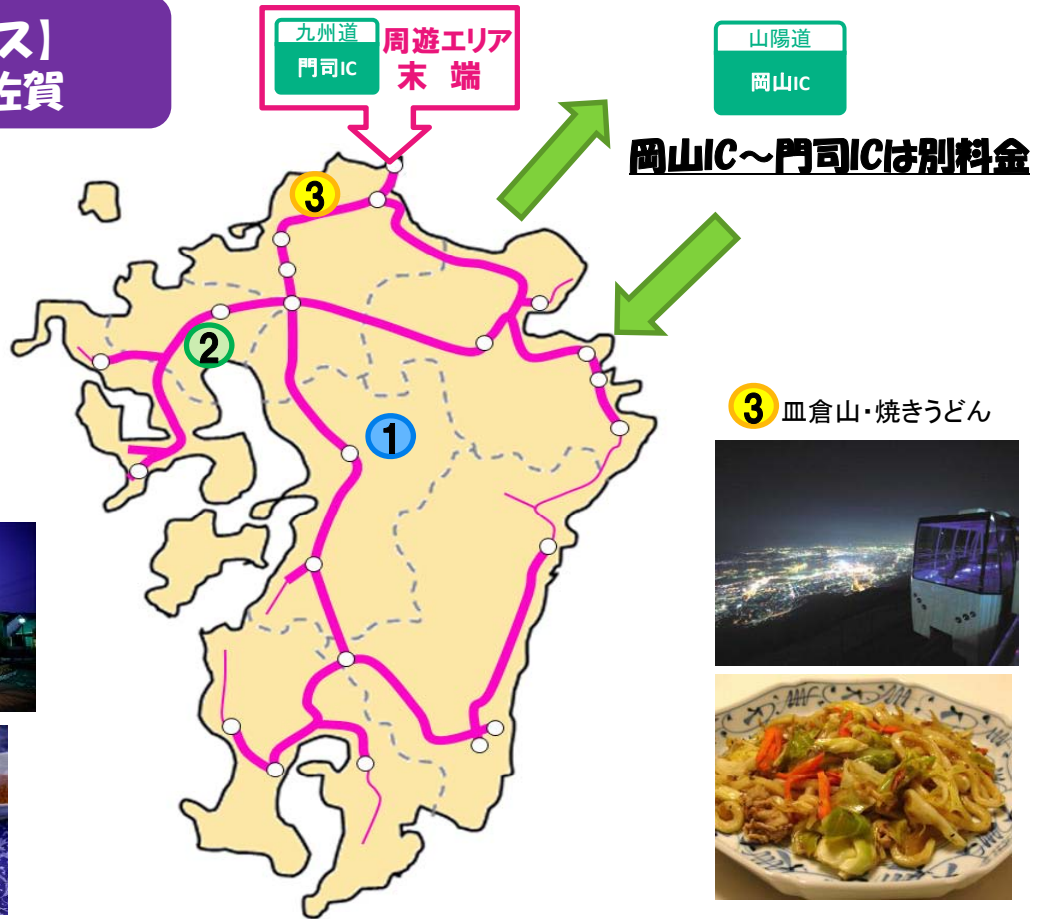 ス】
佐賀
九州道
門司IC
周遊エリア
末 端
山陽道
岡山IC
岡山IC～門司ICは別料金
3
2
1
3 皿倉山・焼きうどん